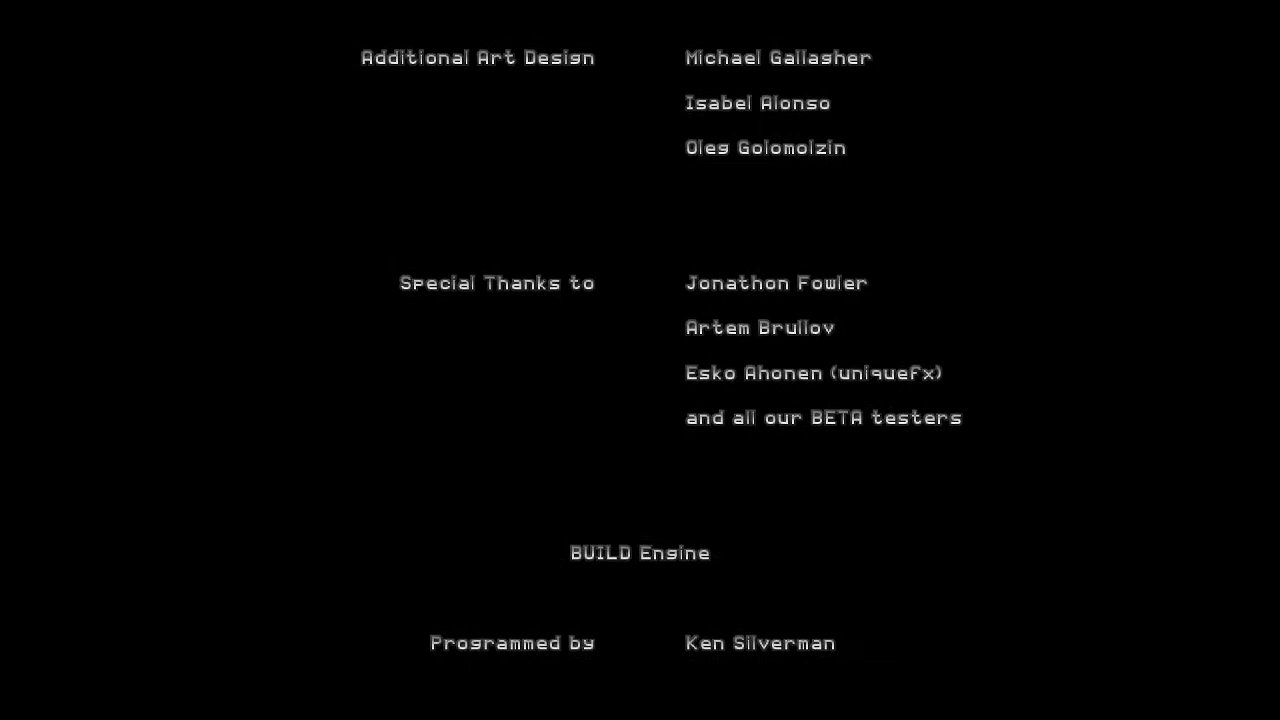 Additional Art Design Michael Gallagher
Isabel Alonso
Oleg Golomolzin
Special Thanks to Jonathon Fowler
Artem Brullov
Esko Ahonen (uniquefx)
and all our BETA testers
BUILD Engine
Programmed by Ken Silverman